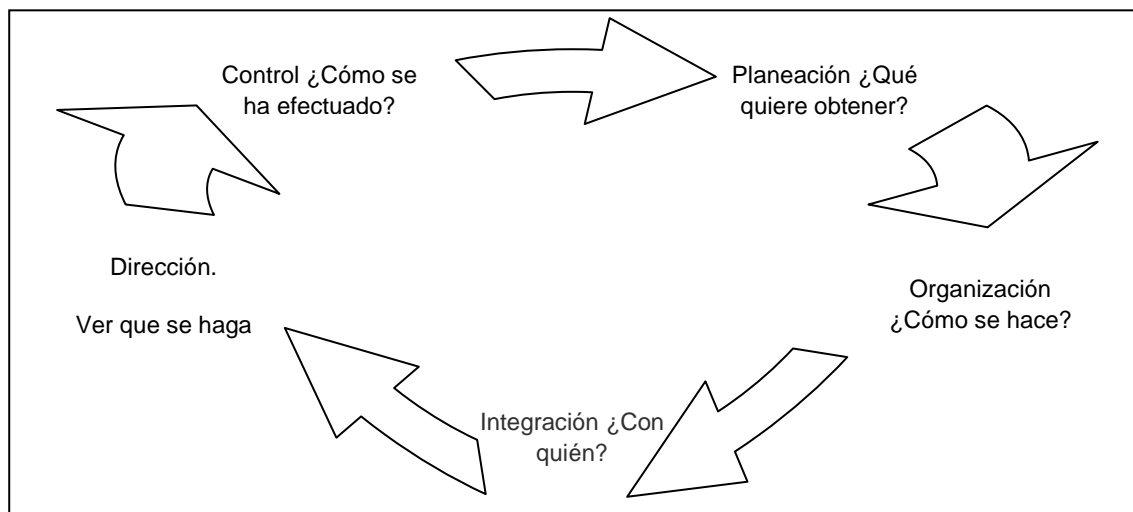 Control ¿Cómo se
ha efectuado?
Planeación ¿Qué
quiere obtener?
Organización
¿Cómo se hace?
Integración ¿Con
quién?
Dirección.
Ver que se haga